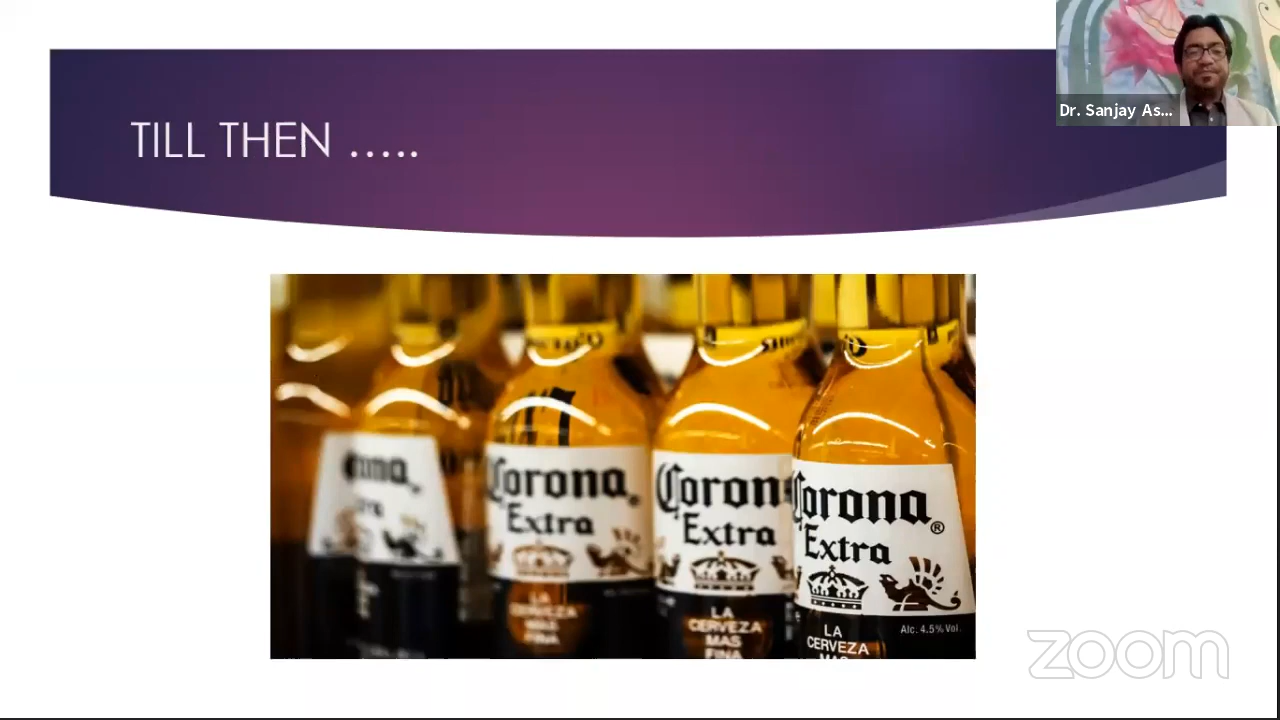 TILL THEN .....
Dr. Sanjay As...
Corona
Extra
LA
CERVEZA
MAS
FINA
Corona
Extra
LA
CERVEZA
MAS
FINA
Corona®
Extra
Alc. 4.5% Vol.
LA
CERVEZA
MAS
zoom